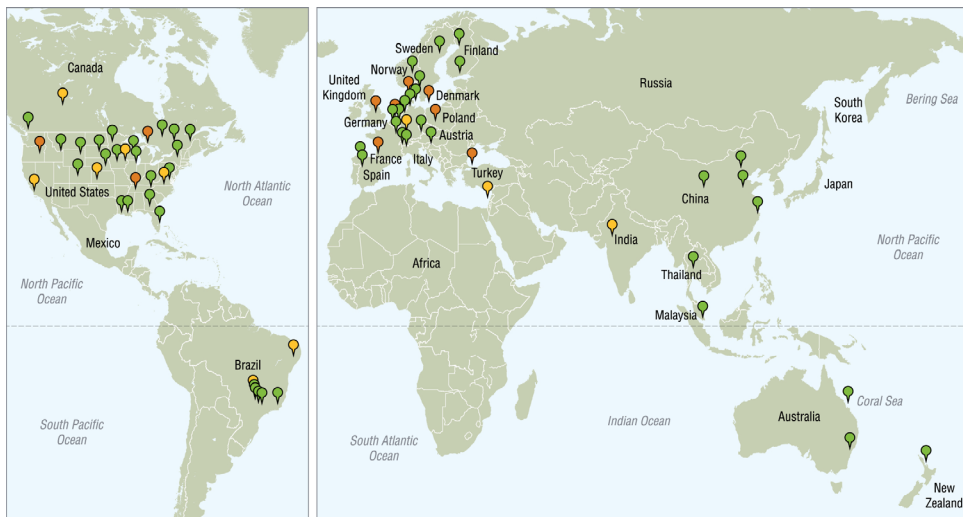 Canada
United States
Mexico
North Atlantic
Ocean
North Pacific
Ocean
Brazil
South Pacific
Ocean
Sweden
Finland
Norway
United
Kingdom
Denmark
Germany
Poland
Austria
France
Italy
Spain
Turkey
Russia
South
Korea
Bering Sea
China
Japan
India
Africa
Thailand
Malaysia
North Pacific
Ocean
South Atlantic
Ocean
Indian Ocean
Australia
Coral Sea
New
Zealand